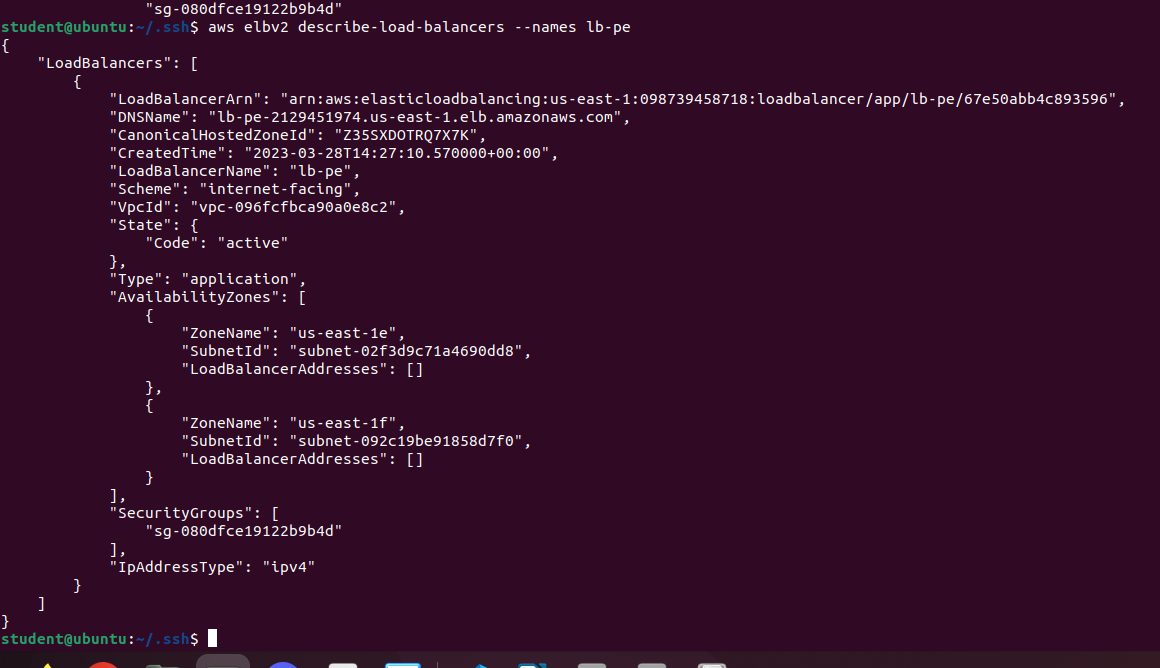 "sg-080dfce19122b9b4d"
student@ubuntu:~/.ssh$ aws elbv2 describe-load-balancers --names lb-pe
{
    "LoadBalancers": [
        {
            "LoadBalancerArn": "arn:aws:elasticloadbalancing:us-east-1:098739458718:loadbalancer/app/lb-pe/67e50abb4c893596",
            "DNSName": "lb-pe-2129451974.us-east-1.elb.amazonaws.com",
            "CanonicalHostedZoneId": "Z35SXDOTRQ7X7K",
            "CreatedTime": "2023-03-28T14:27:10.570000+00:00",
            "LoadBalancerName": "lb-pe",
            "Scheme": "internet-facing",
            "VpcId": "vpc-096fcfbca90a0e8c2",
            "State": {
                "Code": "active"
            },
            "Type": "application",
            "AvailabilityZones": [
                {
                    "ZoneName": "us-east-1e",
                    "SubnetId": "subnet-02f3d9c71a4690dd8",
                    "LoadBalancerAddresses": []
                },
                {
                    "ZoneName": "us-east-1f",
                    "SubnetId": "subnet-092c19be91858d7f0",
                    "LoadBalancerAddresses": []
                }
            ],
            "SecurityGroups": [
                "sg-080dfce19122b9b4d"
            ],
            "IpAddressType": "ipv4"
        }
    ]
}
student@ubuntu:~/.ssh$